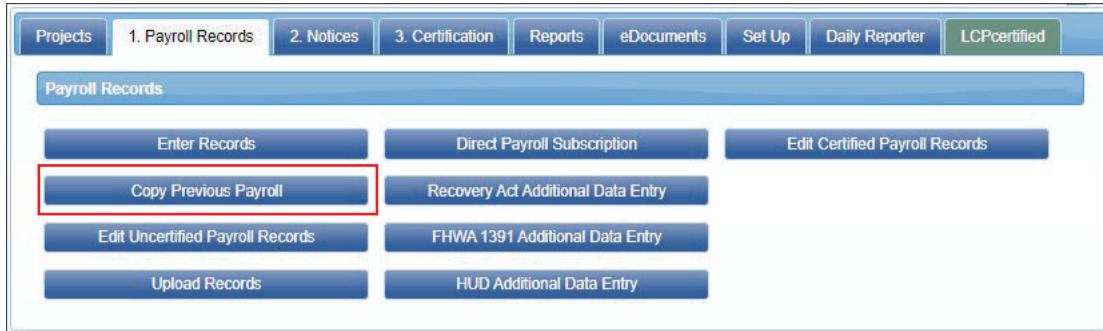 Projects 1. Payroll Records 2. Notices 3. Certification Reports eDocuments Set Up Daily Reporter LCPcertified
Payroll Records
Enter Records Direct Payroll Subscription Edit Certified Payroll Records
Copy Previous Payroll Recovery Act Additional Data Entry
Edit Uncertified Payroll Records FHWA 1391 Additional Data Entry
Upload Records HUD Additional Data Entry